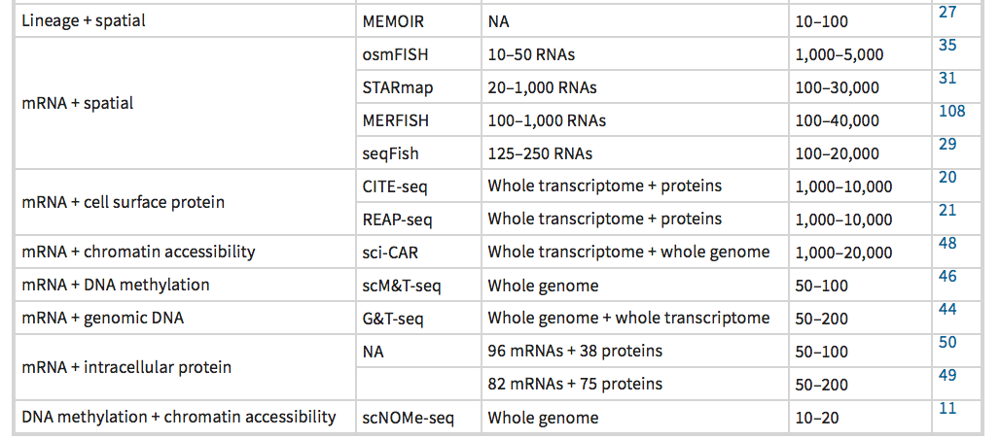 Lineage + spatial MEMOIR NA 10–100 27
mRNA + spatial osmFISH 10–50 RNAs 1,000–5,000 35
STARmap 20–1,000 RNAs 100–30,000 31
MERFISH 100–1,000 RNAs 100–40,000 108
seqFish 125–250 RNAs 100–20,000 29
mRNA + cell surface protein CITE-seq Whole transcriptome + proteins 1,000–10,000 20
REAP-seq Whole transcriptome + proteins 1,000–10,000 21
mRNA + chromatin accessibility sci-CAR Whole transcriptome + whole genome 1,000–20,000 48
mRNA + DNA methylation scM&T-seq Whole genome 50–100 46
mRNA + genomic DNA G&T-seq Whole genome + whole transcriptome 50–200 44
mRNA + intracellular protein NA 96 mRNAs + 38 proteins 50–100 50
82 mRNAs + 75 proteins 50–200 49
DNA methylation + chromatin accessibility scNOMe-seq Whole genome 10–20 11